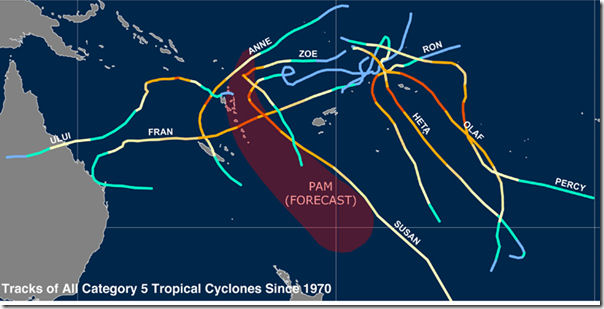 ANNE
ZOE
RON
ULUI
FRAN
HETA
OLAF
PAM
(FORECAST)
PERCY
SUSAN
Tracks of All Category 5 Tropical Cyclones Since 1970